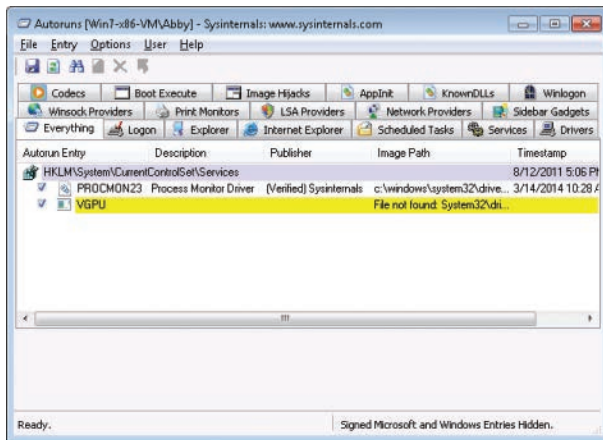 Autoruns [Win7-x86-VM\Abby] - Sysinternals: www.sysinternals.com
File Entry Options User Help
Codecs Boot Execute Image Hijacks AppInit KnownDLLs Winlogon
Winsock Providers Print Monitors LSA Providers Network Providers Sidebar Gadgets
Everything Logon Explorer Internet Explorer Scheduled Tasks Services Drivers
Autorun Entry Description Publisher Image Path Timestamp
HKLM\System\CurrentControlSet\Services 8/12/2011 5:06 PM
PROCMON23 Process Monitor Driver (Verified) Sysinternals c:\windows\system32\drive... 3/14/2014 10:28 A
VGPU File not found: System32\dri...
Ready. Signed Microsoft and Windows Entries Hidden.